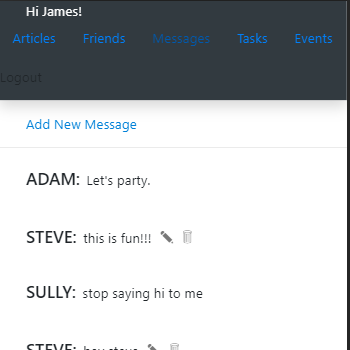 Hi James!
Articles Friends Messages Tasks Events
Logout
Add New Message
ADAM: Let's party.
STEVE: this is fun!!!
SULLY: stop saying hi to me
STEVE: hey steve